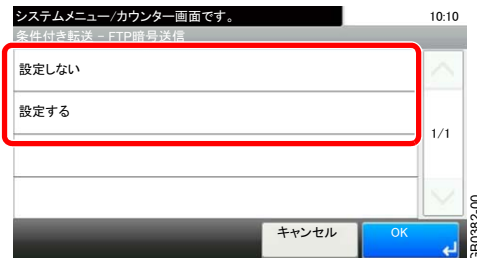 システムメニュー/カウンター画面です。
10:10
条件付き転送 - FTP暗号送信
設定しない
設定する
1/1
キャンセル
OK
GB0382-00